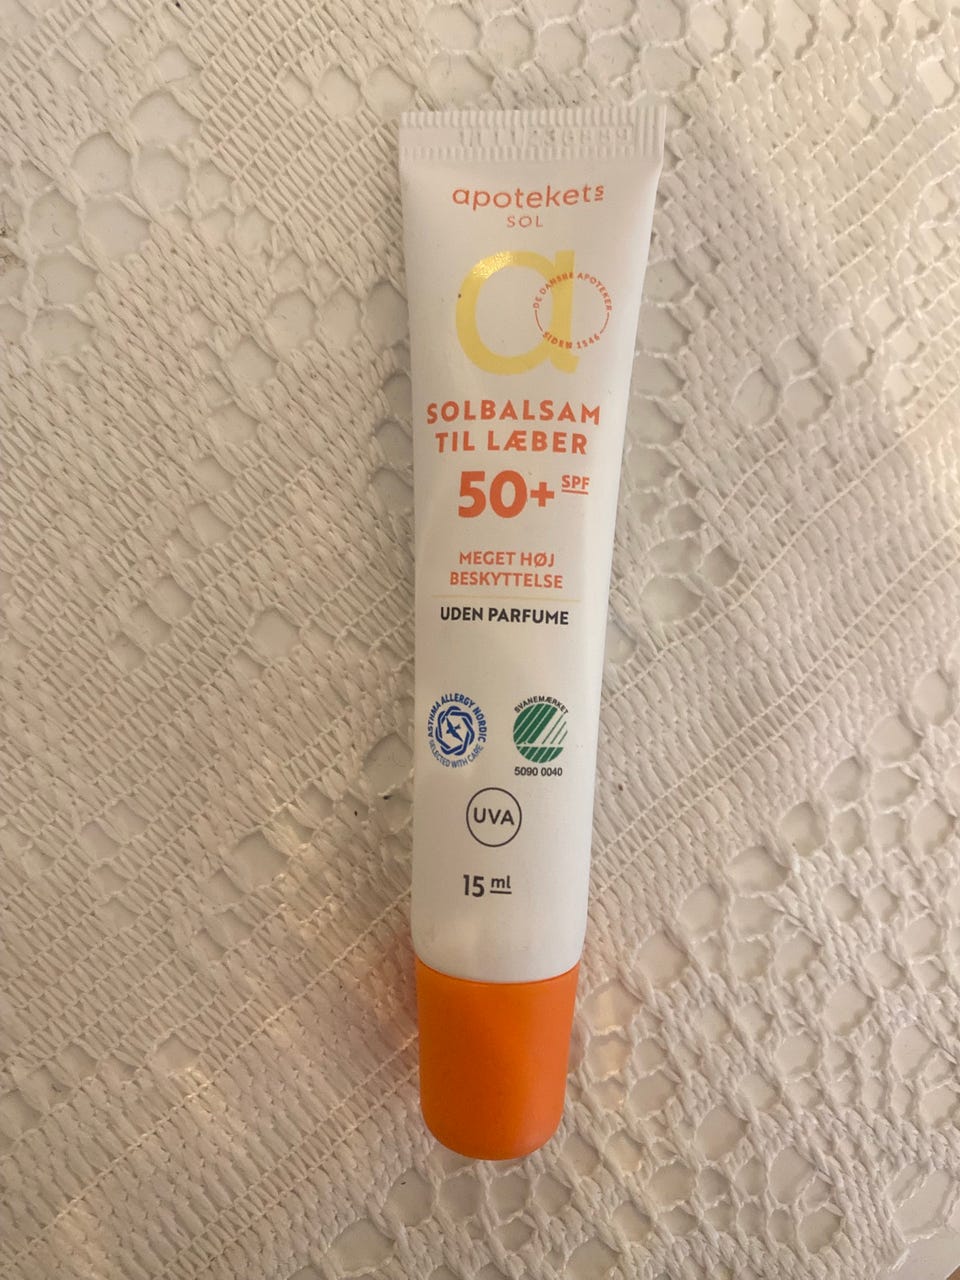 apotekets
SOL
a
DE DANSKE APOTEKER
SIDEN 1546
SOLBALSAM
TIL LÆBER
50+ SPF
MEGET HØJ
BESKYTTELSE
UDEN PARFUME
ASTHMA ALLERGY NORDIC
SELECTED WITH CARE
SVANEMÆRKET
5090 0040
UVA
15 ml